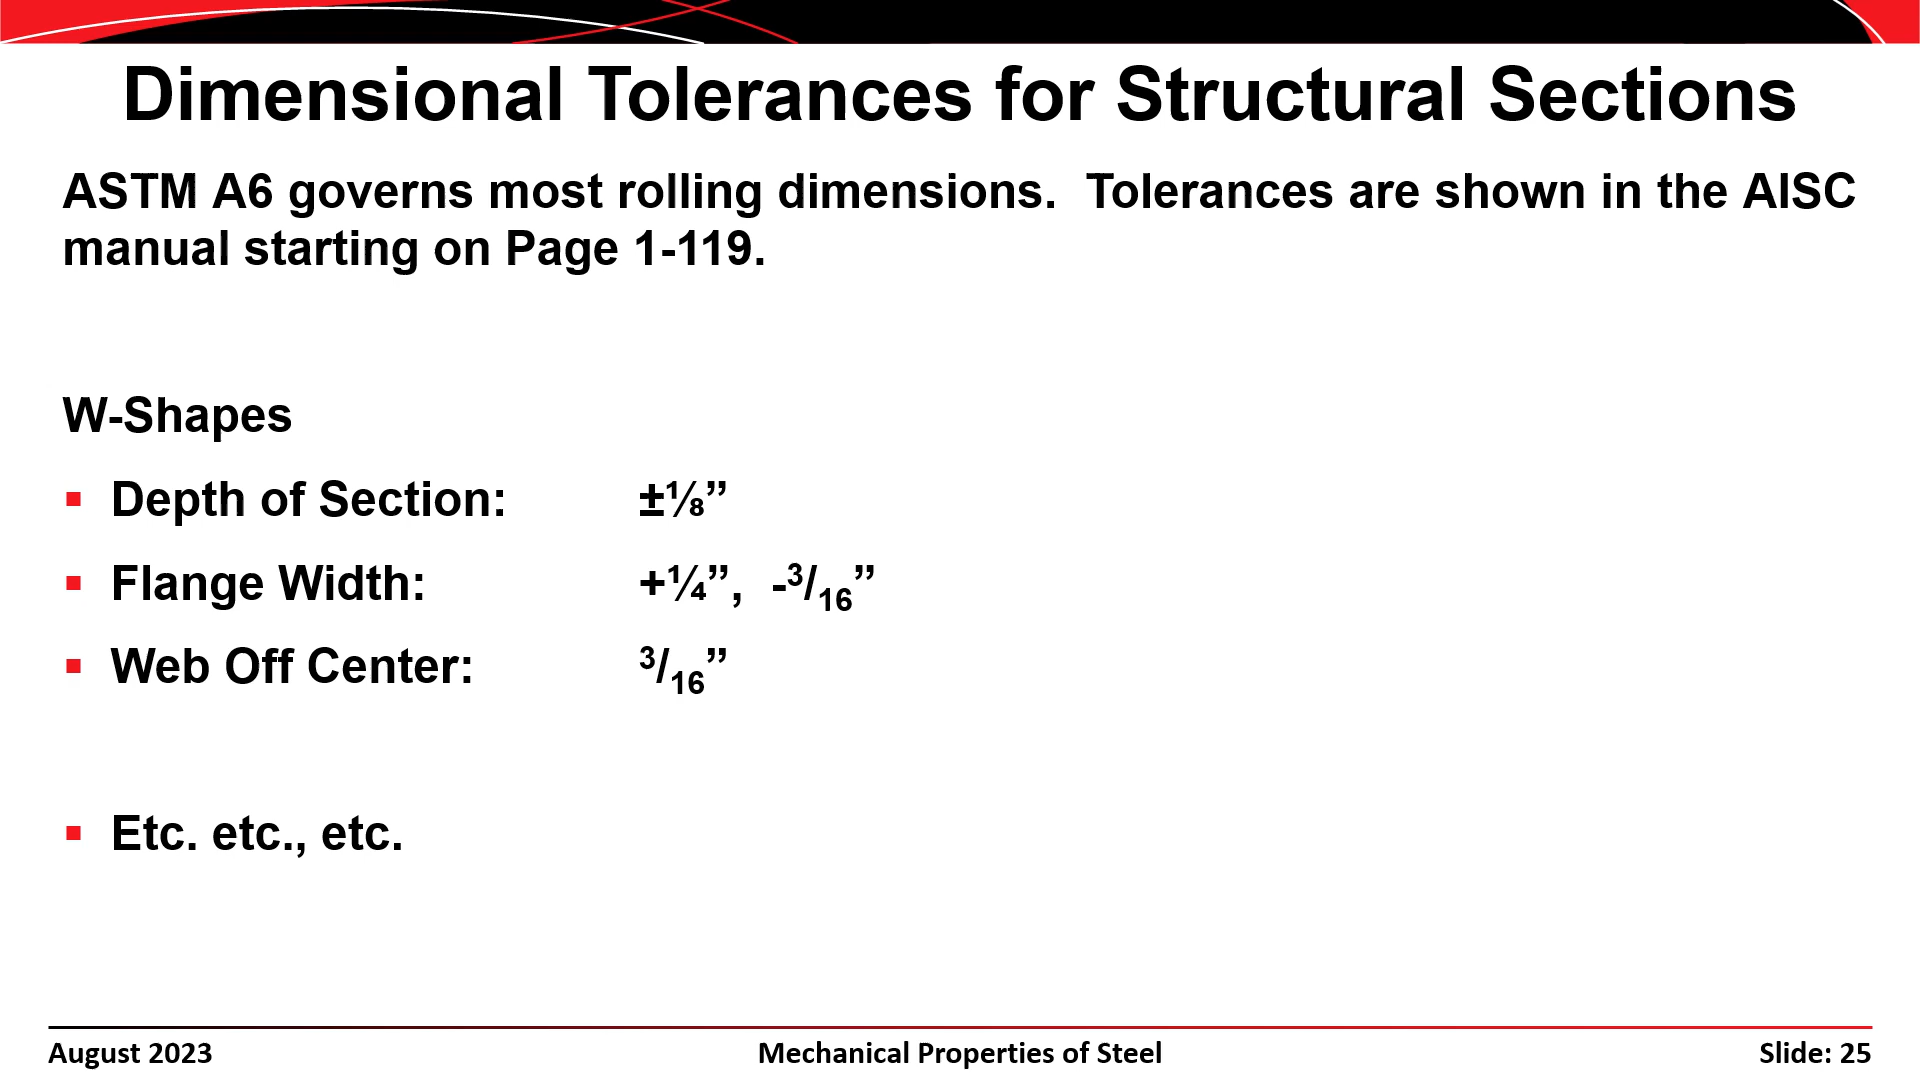 Dimensional Tolerances for Structural Sections
ASTM A6 governs most rolling dimensions.  Tolerances are shown in the AISC
manual starting on Page 1-119.
W-Shapes
▪ Depth of Section: ±⅛”
▪ Flange Width: +¼”, -3/16”
▪ Web Off Center: 3/16”
▪ Etc. etc., etc.
August 2023 Mechanical Properties of Steel Slide: 25